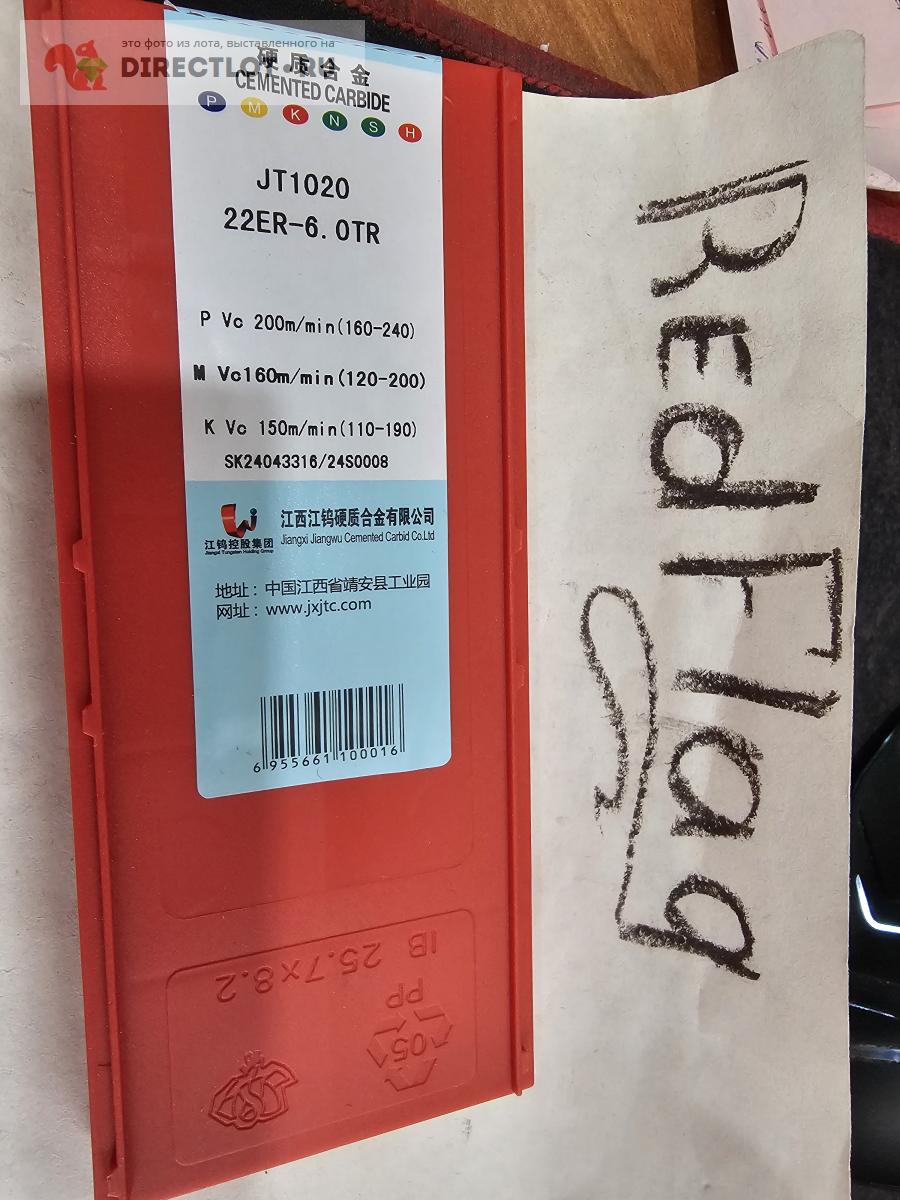 это фото из лота, выставленного на
DIRECTLOT.RU
硬质合金
CEMENTED CARBIDE
P M K N S H
JT1020
22ER-6.0TR
P Vc 200m/min(160-240)
M Vc160m/min(120-200)
K Vc 150m/min(110-190)
SK24043316/24S0008
江钨控股集团
Jiangxi Tungsten Holding Group
江西江钨硬质合金有限公司
Jiangxi Jiangwu Cemented Carbid Co.Ltd
地址：中国江西省靖安县工业园
网址：www.jxjtc.com
6 955661 100016
IB 25.7x8.2
PP
05
RedFlag